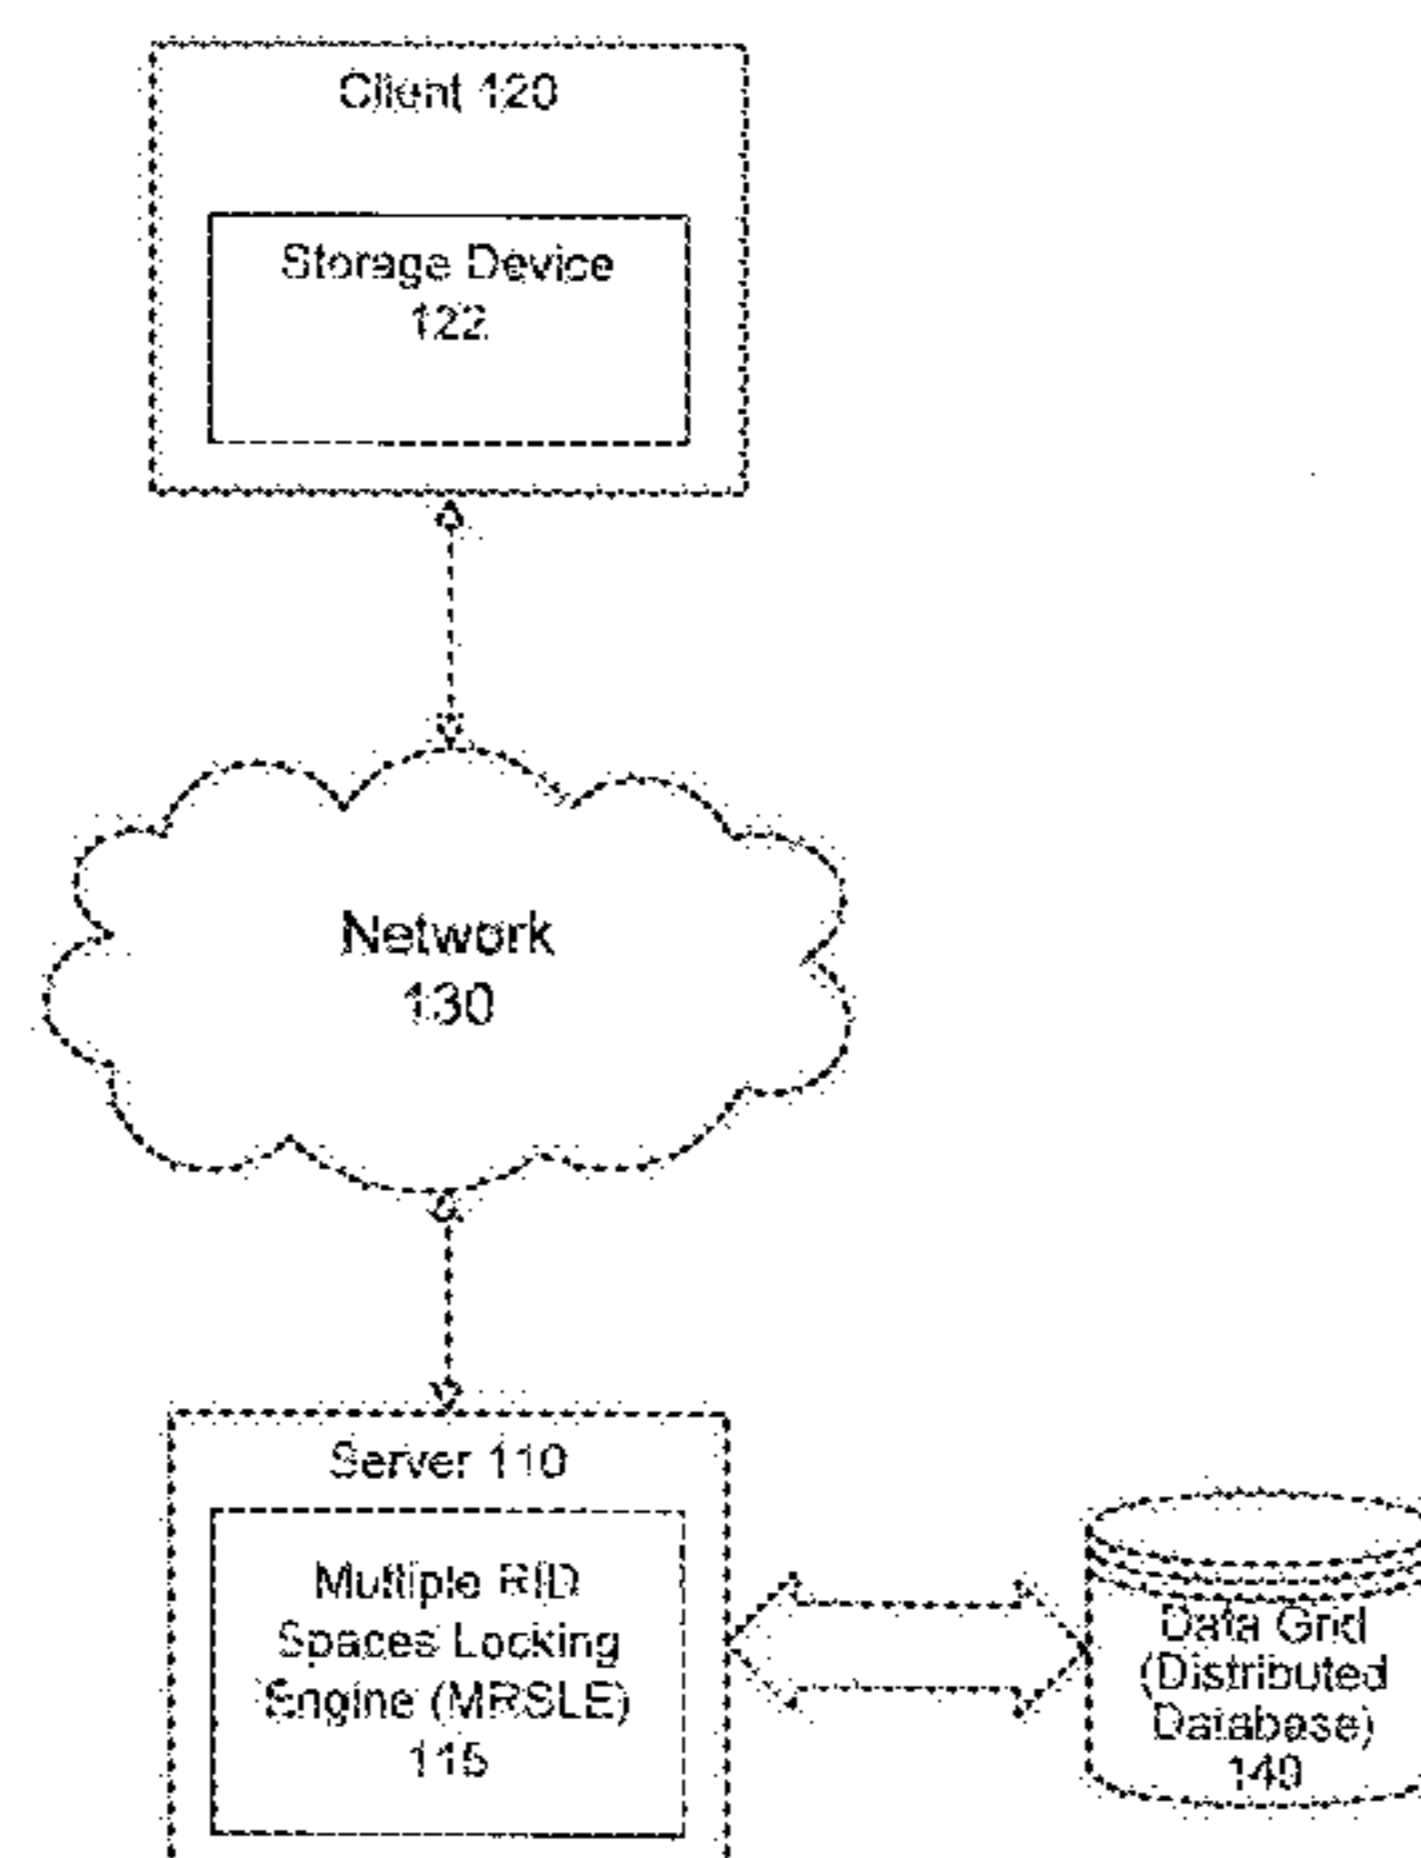 Client 120
Storage Device
122
Network
130
Server 110
Multiple RID
Spaces Locking
Engine (MRSLE)
115
Data Grid
(Distributed
Database)
140